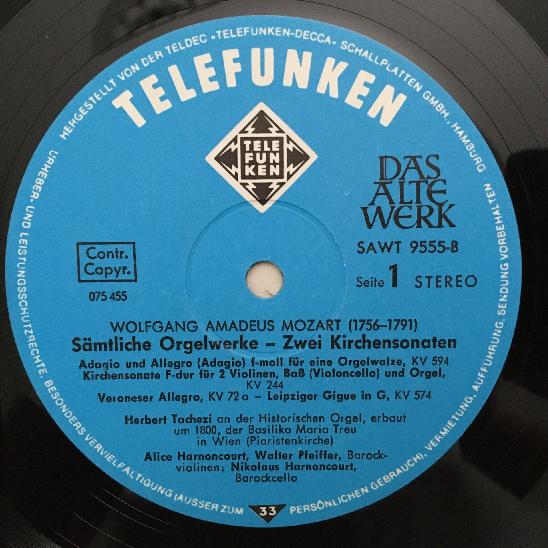 HERGESTELLT VON DER TELDEC »TELEFUNKEN-DECCA« SCHALLPLATTEN GMBH., HAMBURG
TELEFUNKEN
TELE
FUN
KEN
DAS
ALTE
WERK
SAWT 9555-B
Contr.
Copyr.
Seite 1 STEREO
075 455
WOLFGANG AMADEUS MOZART (1756–1791)
Sämtliche Orgelwerke – Zwei Kirchensonaten
Adagio und Allegro (Adagio) f-moll für eine Orgelwalze, KV 594
Kirchensonate F-dur für 2 Violinen, Baß (Violoncello) und Orgel,
KV 244
Veroneser Allegro, KV 72a – Leipziger Gigue in G, KV 574
Herbert Tachezi an der Historischen Orgel, erbaut
um 1800, der Basilika Maria Treu
in Wien (Piaristenkirche)
Alice Harnoncourt, Walter Pfeiffer, Barock-
violinen; Nikolaus Harnoncourt,
Barockcello
33
URHEBER- UND LEISTUNGSSCHUTZRECHTE, BESONDERS VERVIELFÄLTIGUNG (AUSSER ZUM PERSÖNLICHEN GEBRAUCH), VERMIETUNG, AUFFÜHRUNG, SENDUNG VORBEHALTEN